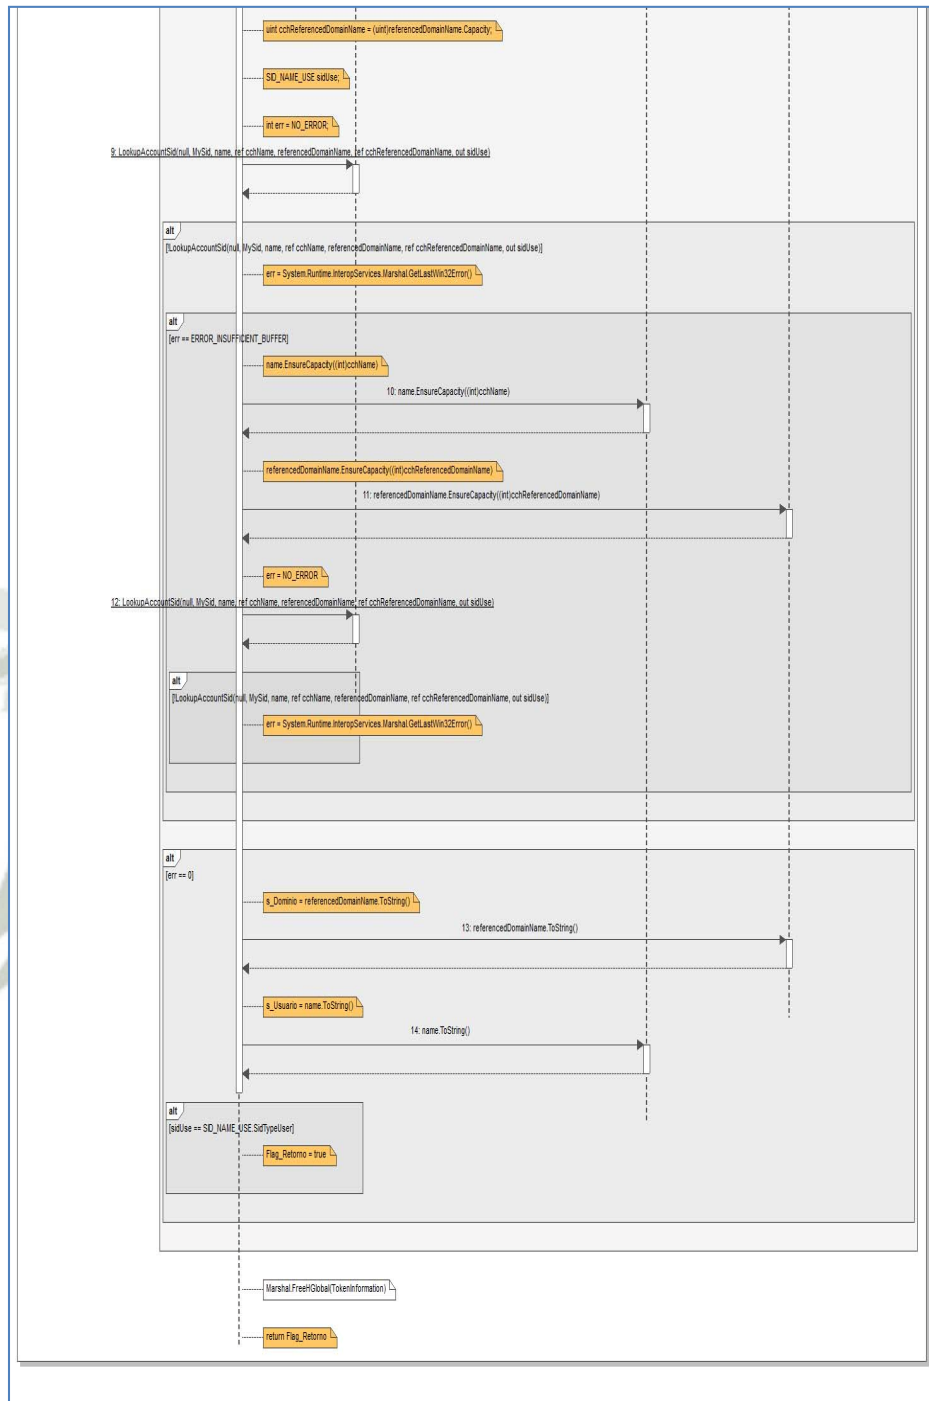 uint cchReferencedDomainName = (uint)referencedDomainName.Capacity;
SID_NAME_USE sidUse;
int err = NO_ERROR;
9: LookupAccountSid(null, MySid, name, ref cchName, referencedDomainName, ref cchReferencedDomainName, out sidUse)
alt
[!LookupAccountSid(null, MySid, name, ref cchName, referencedDomainName, ref cchReferencedDomainName, out sidUse)]
err = System.Runtime.InteropServices.Marshal.GetLastWin32Error()
alt
[err == ERROR_INSUFFICIENT_BUFFER]
name.EnsureCapacity((int)cchName)
10: name.EnsureCapacity((int)cchName)
referencedDomainName.EnsureCapacity((int)cchReferencedDomainName)
11: referencedDomainName.EnsureCapacity((int)cchReferencedDomainName)
err = NO_ERROR
12: LookupAccountSid(null, MySid, name, ref cchName, referencedDomainName, ref cchReferencedDomainName, out sidUse)
alt
[!LookupAccountSid(null, MySid, name, ref cchName, referencedDomainName, ref cchReferencedDomainName, out sidUse)]
err = System.Runtime.InteropServices.Marshal.GetLastWin32Error()
alt
[err == 0]
s_Dominio = referencedDomainName.ToString()
13: referencedDomainName.ToString()
s_Usuario = name.ToString()
14: name.ToString()
alt
[sidUse == SID_NAME_USE.SidTypeUser]
Flag_Retorno = true
Marshal.FreeHGlobal(TokenInformation)
return Flag_Retorno